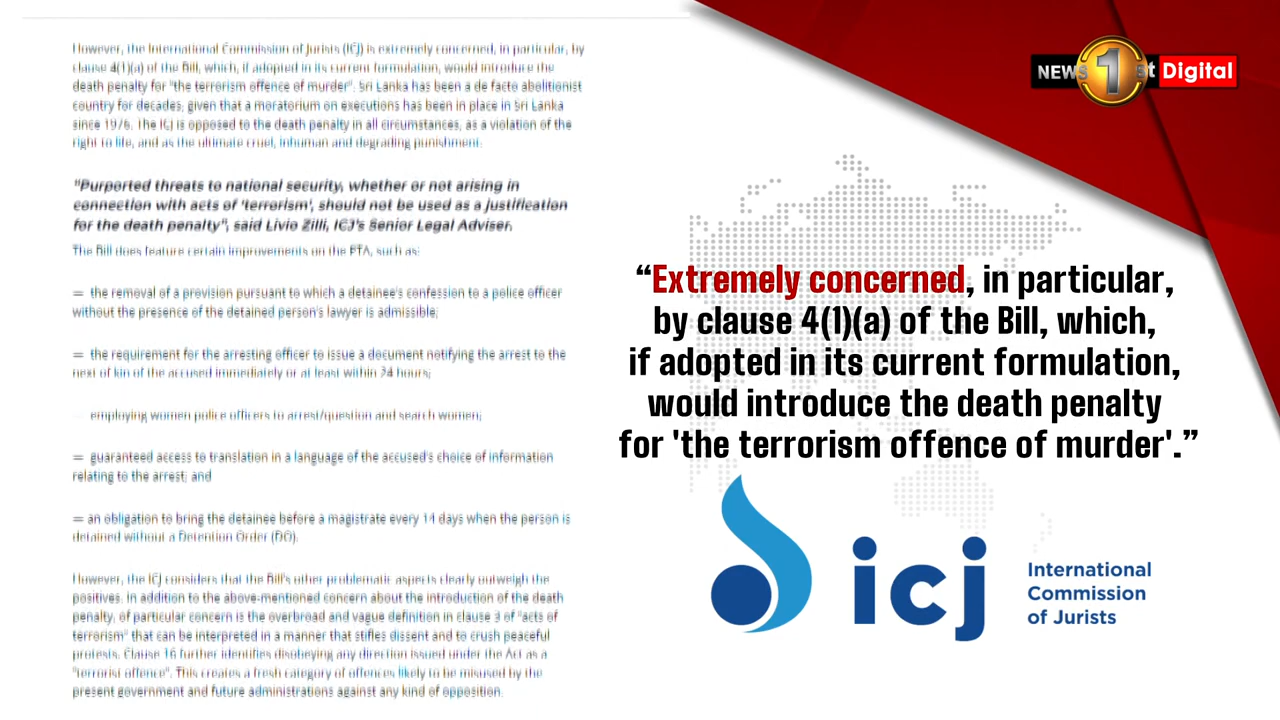 However, the International Commission of Jurists (ICJ) is extremely concerned, in particular, by
clause 4(1)(a) of the Bill, which, if adopted in its current formulation, would introduce the
death penalty for "the terrorism offence of murder". Sri Lanka has been a de facto abolitionist
country for decades, given that a moratorium on executions has been in place in Sri Lanka
since 1976. The ICJ is opposed to the death penalty in all circumstances, as a violation of the
right to life, and as the ultimate cruel, inhuman and degrading punishment.
"Purported threats to national security, whether or not arising in
connection with acts of 'terrorism', should not be used as a justification
for the death penalty", said Livio Zilli, ICJ's Senior Legal Adviser.
The Bill does feature certain improvements on the PTA, such as:
– the removal of a provision pursuant to which a detainee's confession to a police officer
without the presence of the detained person's lawyer is admissible;
– the requirement for the arresting officer to issue a document notifying the arrest to the
next of kin of the accused immediately or at least within 24 hours;
employing women police officers to arrest/question and search women;
– guaranteed access to translation in a language of the accused's choice of information
relating to the arrest; and
– an obligation to bring the detainee before a magistrate every 14 days when the person is
detained without a Detention Order (DO).
However, the ICJ considers that the Bill's other problematic aspects clearly outweigh the
positives. In addition to the above-mentioned concern about the introduction of the death
penalty, of particular concern is the overbroad and vague definition in clause 3 of "acts of
terrorism" that can be interpreted in a manner that stifles dissent and to crush peaceful
protests. Clause 16 further identifies disobeying any direction issued under the Act as a
"terrorist offence". This creates a fresh category of offences likely to be misused by the
present government and future administrations against any kind of opposition.
NEWS 1st Digital
“Extremely concerned, in particular,
by clause 4(1)(a) of the Bill, which,
if adopted in its current formulation,
would introduce the death penalty
for 'the terrorism offence of murder'.”
icj
International
Commission
of Jurists